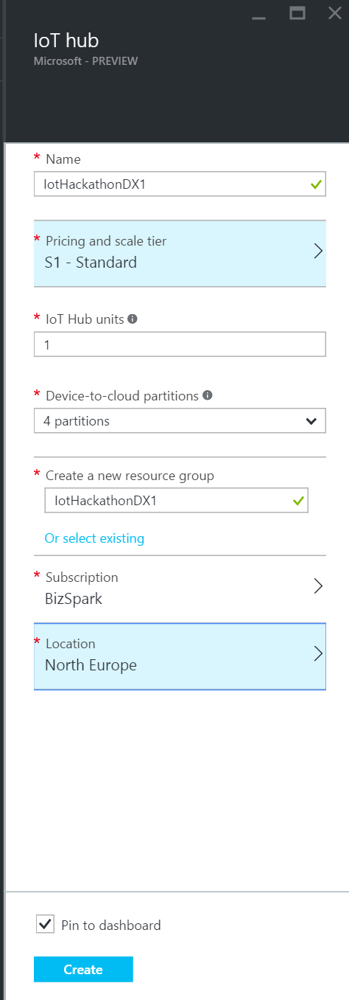 IoT hub
Microsoft - PREVIEW
* Name
IotHackathonDX1
* Pricing and scale tier
S1 - Standard
* IoT Hub units
1
* Device-to-cloud partitions
4 partitions
* Create a new resource group
IotHackathonDX1
Or select existing
* Subscription
BizSpark
* Location
North Europe
Pin to dashboard
Create